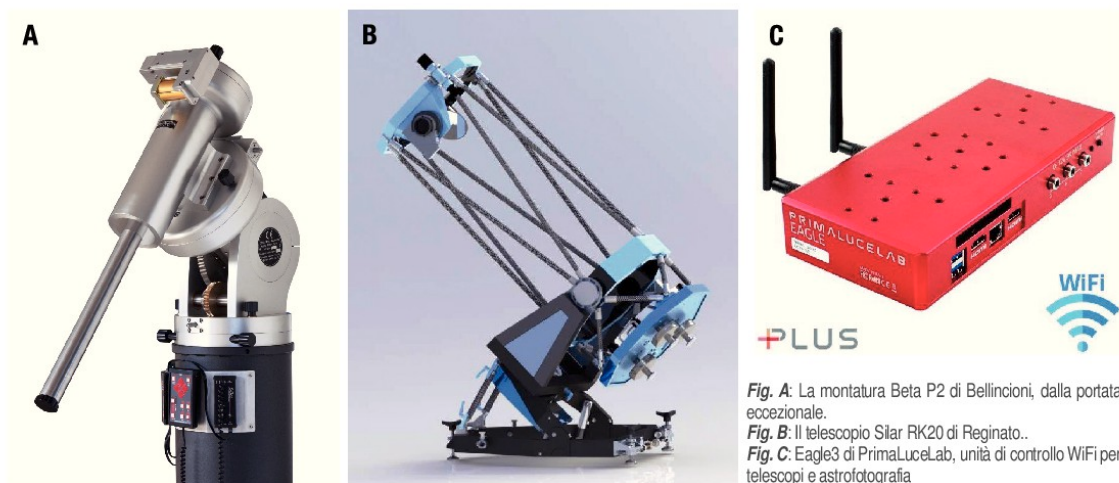 A
B
C
PRIMALUCELAB
EAGLE
HDMI
WiFi
PLUS
Fig. A: La montatura Beta P2 di Bellincioni, dalla portata
eccezionale.
Fig. B: Il telescopio Silar RK20 di Reginato..
Fig. C: Eagle3 di PrimaLuceLab, unità di controllo WiFi per
telescopi e astrofotografia